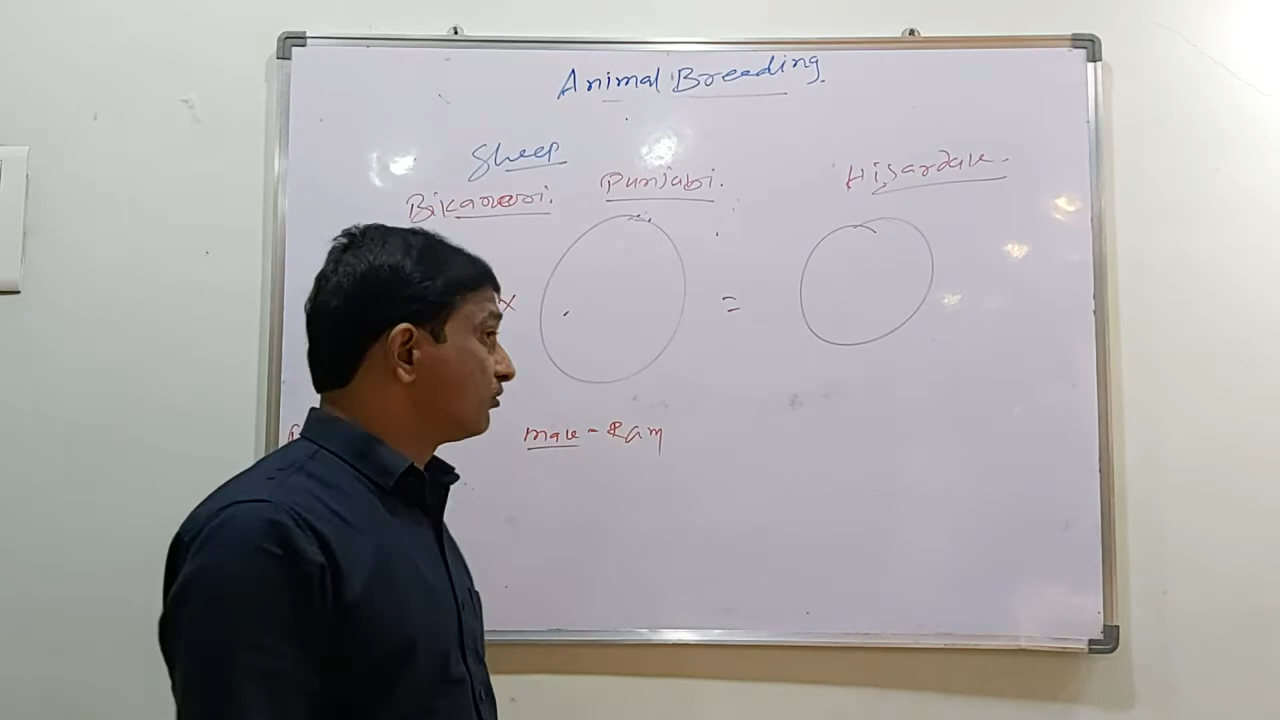 Animal Breeding
Sheep
Bikaneri. Punjabi. Hisardale.
× =
male - Ram